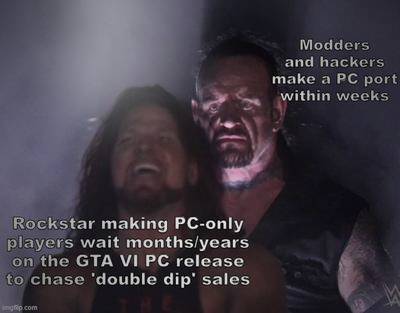 Modders
and hackers
make a PC port
within weeks
Rockstar making PC-only
players wait months/years
on the GTA VI PC release
to chase 'double dip' sales
THE
imgflip.com